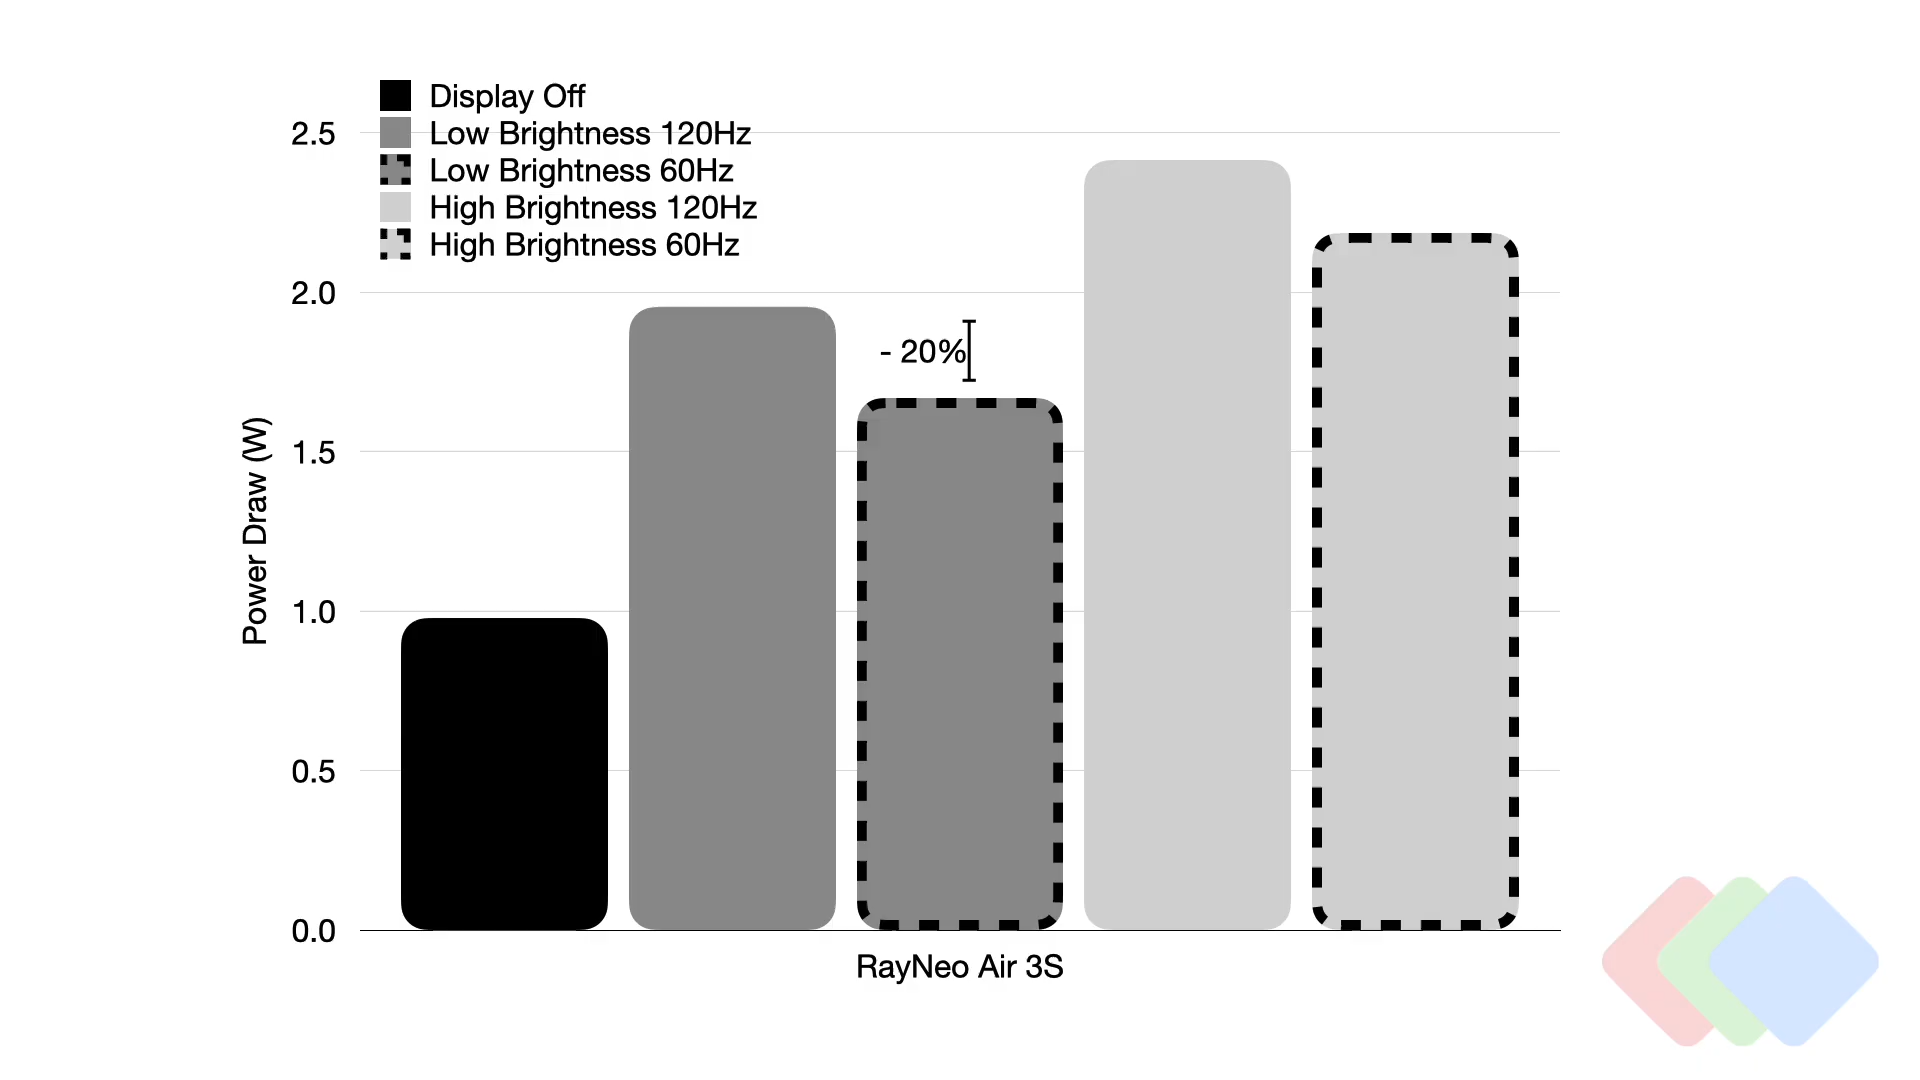 Display Off
Low Brightness 120Hz
Low Brightness 60Hz
High Brightness 120Hz
High Brightness 60Hz
2.5
2.0
1.5
1.0
0.5
0.0
Power Draw (W)
- 20%
RayNeo Air 3S